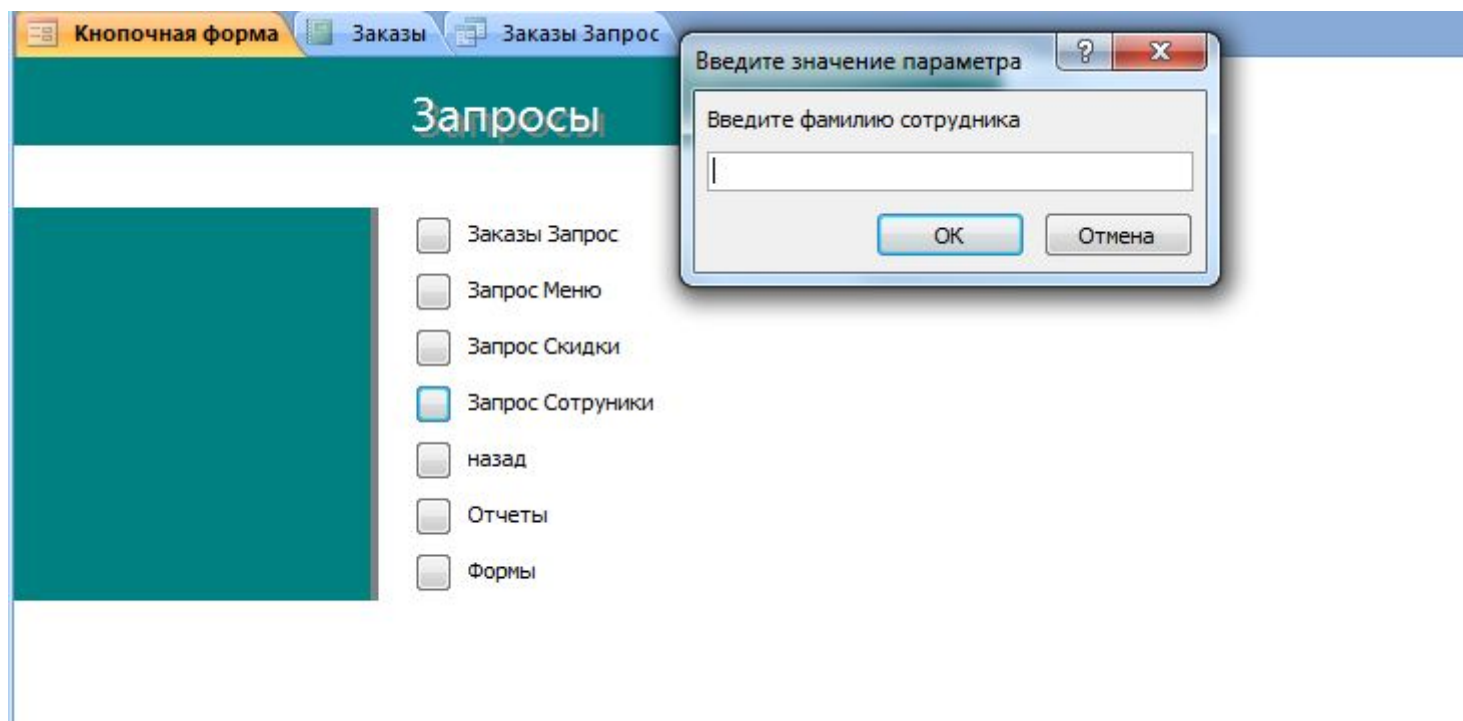 Кнопочная форма Заказы Заказы Запрос
Введите значение параметра
Запросы
Введите фамилию сотрудника
OK Отмена
Заказы Запрос
Запрос Меню
Запрос Скидки
Запрос Сотруники
назад
Отчеты
Формы